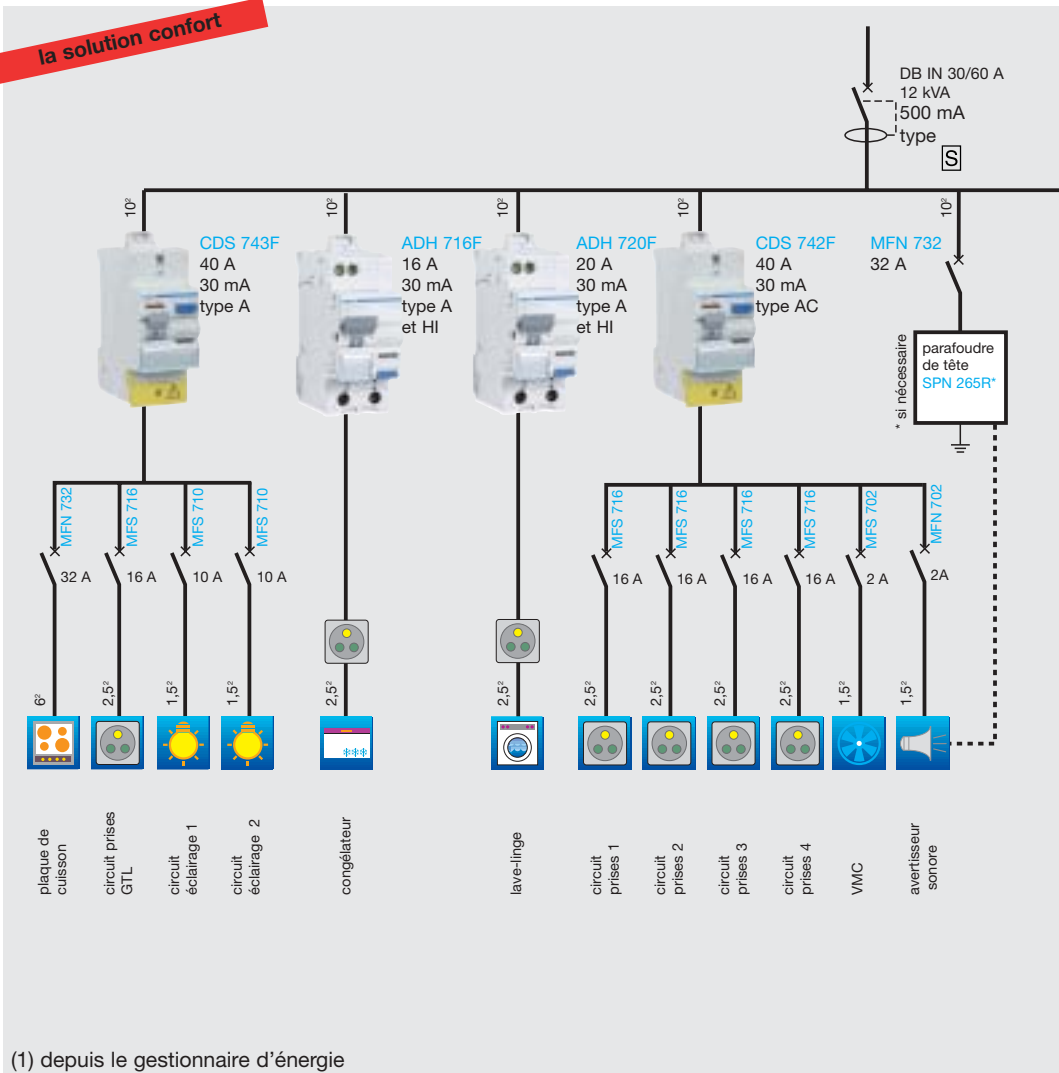 la solution confort
DB IN 30/60 A
12 kVA
500 mA
type
S
10²
10²
10²
10²
10²
CDS 743F
40 A
30 mA
type A
ADH 716F
16 A
30 mA
type A
et HI
ADH 720F
20 A
30 mA
type A
et HI
CDS 742F
40 A
30 mA
type AC
MFN 732
32 A
* si nécessaire
parafoudre
de tête
SPN 265R*
MFN 732
MFS 716
MFS 710
MFS 710
MFS 716
MFS 716
MFS 716
MFS 716
MFS 702
MFN 702
32 A
16 A
10 A
10 A
16 A
16 A
16 A
16 A
2 A
2A
6²
2,5²
1,5²
1,5²
2,5²
2,5²
2,5²
2,5²
2,5²
2,5²
1,5²
1,5²
plaque de
cuisson
circuit prises
GTL
circuit
éclairage 1
circuit
éclairage 2
congélateur
lave-linge
circuit
prises 1
circuit
prises 2
circuit
prises 3
circuit
prises 4
VMC
avertisseur
sonore
(1) depuis le gestionnaire d'énergie